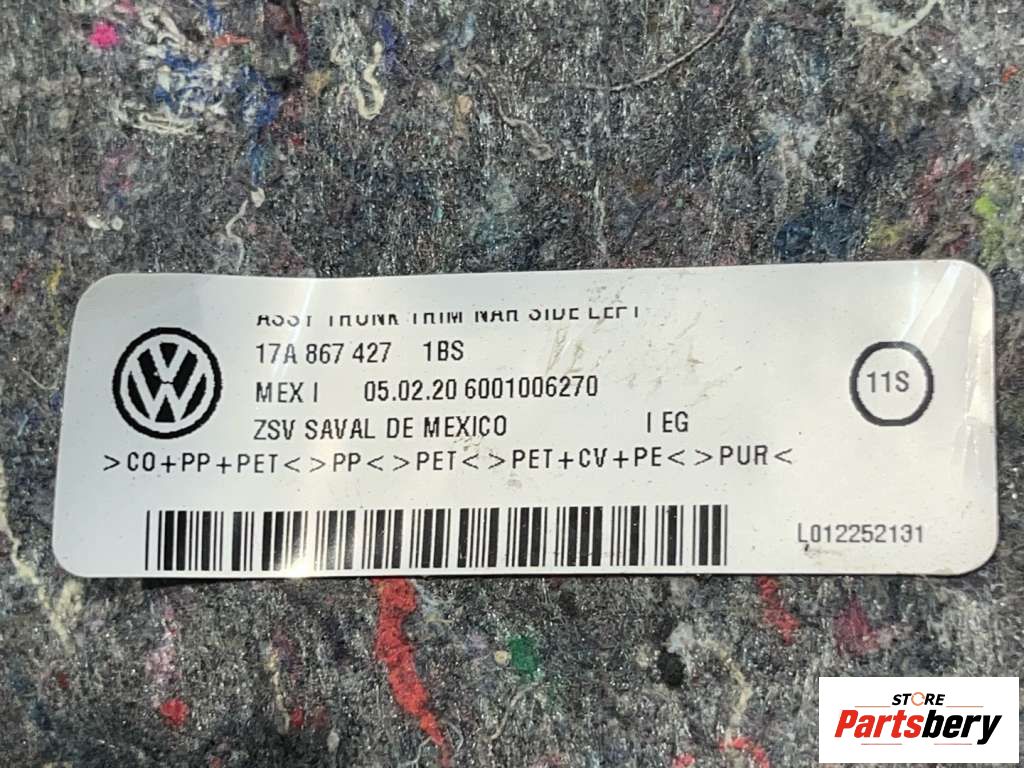 ASSY TRUNK TRIM NAR SIDE LEFT
17A 867 427 1BS
MEX I 05.02.20 6001006270
11S
ZSV SAVAL DE MEXICO I EG
>CO+PP+PET<>PP<>PET<>PET+CV+PE<>PUR<
L012252131
STORE
Partsbery